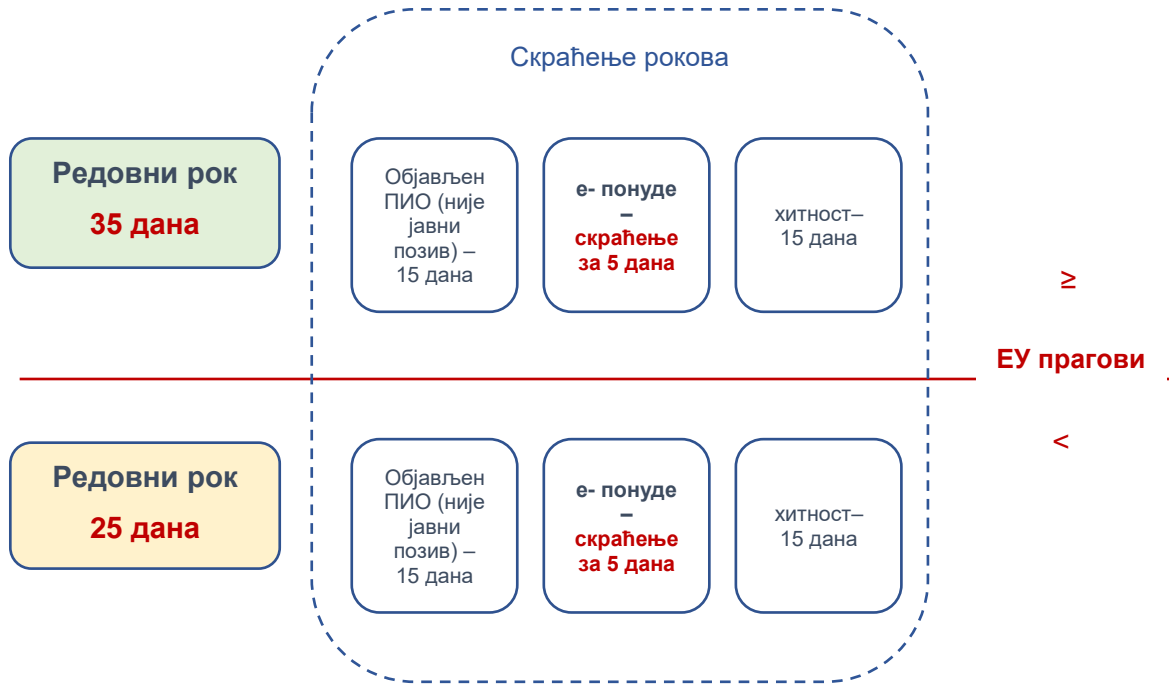 Скраћење рокова
Редовни рок
35 дана
Објављен
ПИО (није
јавни
позив) –
15 дана
е- понуде
–
скраћење
за 5 дана
хитност–
15 дана
≥
ЕУ прагови
<
Редовни рок
25 дана
Објављен
ПИО (није
јавни
позив) –
15 дана
е- понуде
–
скраћење
за 5 дана
хитност–
15 дана